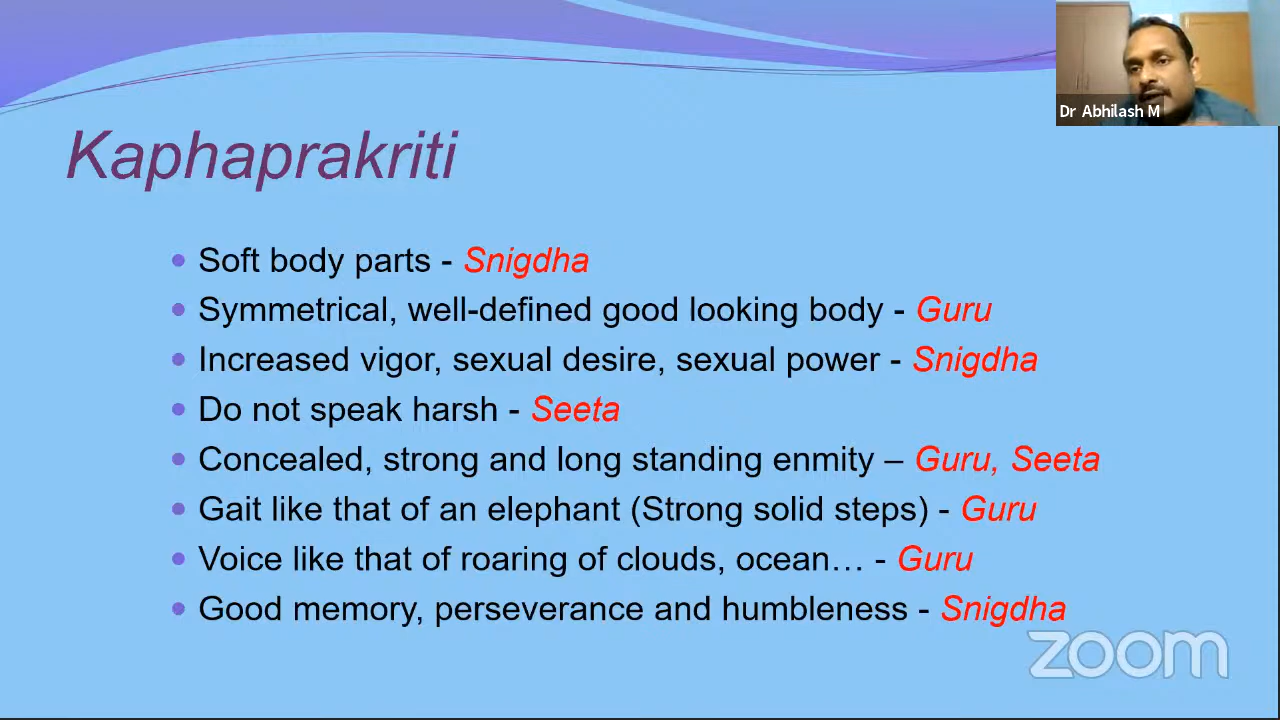 Dr Abhilash M
Kaphaprakriti
• Soft body parts - Snigdha
• Symmetrical, well-defined good looking body - Guru
• Increased vigor, sexual desire, sexual power - Snigdha
• Do not speak harsh - Seeta
• Concealed, strong and long standing enmity – Guru, Seeta
• Gait like that of an elephant (Strong solid steps) - Guru
• Voice like that of roaring of clouds, ocean… - Guru
• Good memory, perseverance and humbleness - Snigdha
zoom